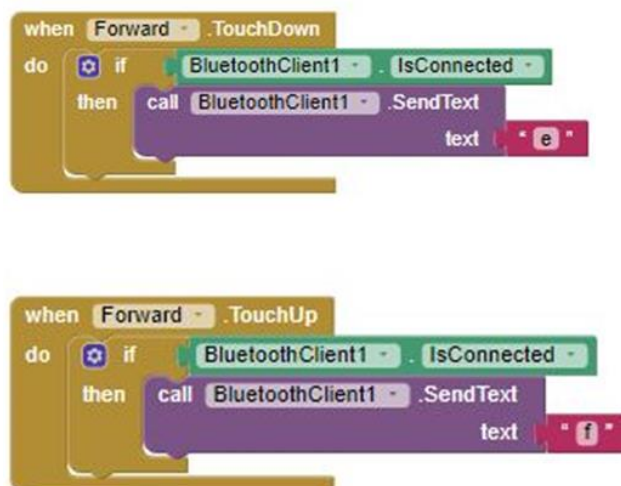 when Forward .TouchDown
do if BluetoothClient1 . IsConnected
then call BluetoothClient1 .SendText
text " e "
when Forward .TouchUp
do if BluetoothClient1 . IsConnected
then call BluetoothClient1 .SendText
text " f "